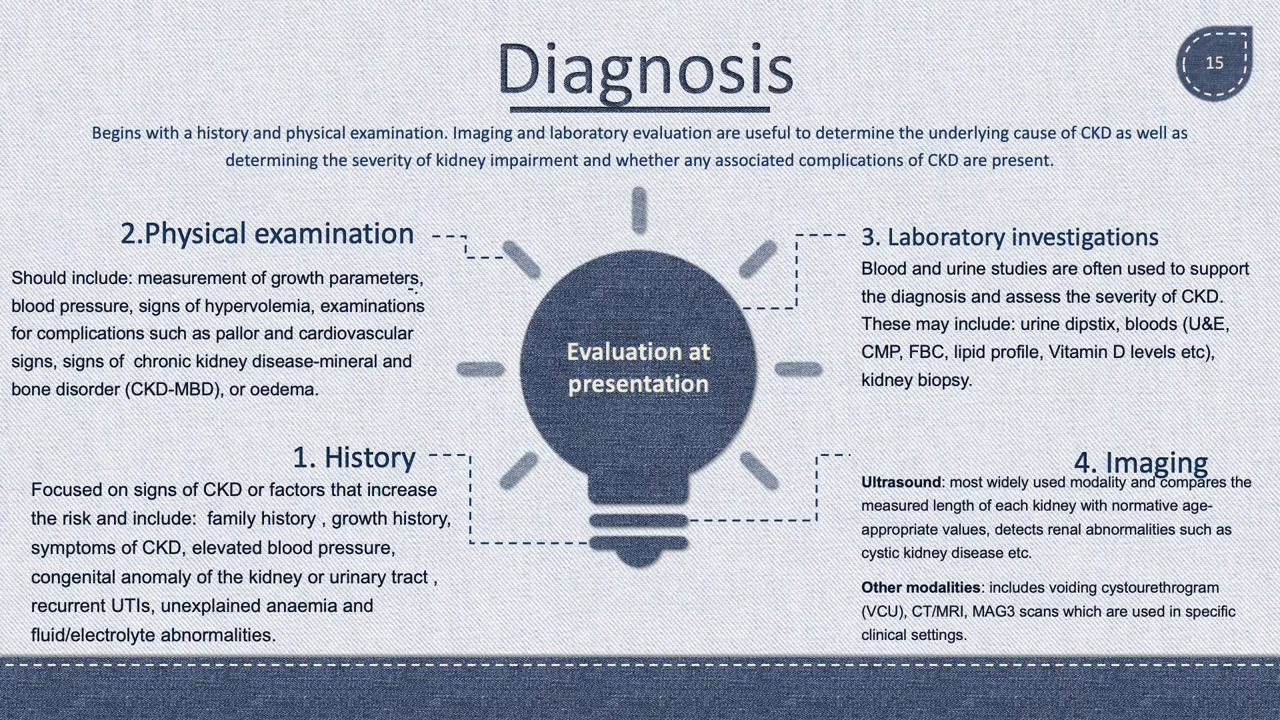 Diagnosis
15
Begins with a history and physical examination. Imaging and laboratory evaluation are useful to determine the underlying cause of CKD as well as
determining the severity of kidney impairment and whether any associated complications of CKD are present.
2.Physical examination
Should include: measurement of growth parameters,
blood pressure, signs of hypervolemia, examinations
for complications such as pallor and cardiovascular
signs, signs of  chronic kidney disease-mineral and
bone disorder (CKD-MBD), or oedema.
3. Laboratory investigations
Blood and urine studies are often used to support
the diagnosis and assess the severity of CKD.
These may include: urine dipstix, bloods (U&E,
CMP, FBC, lipid profile, Vitamin D levels etc),
kidney biopsy.
Evaluation at
presentation
1. History
Focused on signs of CKD or factors that increase
the risk and include:  family history , growth history,
symptoms of CKD, elevated blood pressure,
congenital anomaly of the kidney or urinary tract ,
recurrent UTIs, unexplained anaemia and
fluid/electrolyte abnormalities.
4. Imaging
Ultrasound: most widely used modality and compares the
measured length of each kidney with normative age-
appropriate values, detects renal abnormalities such as
cystic kidney disease etc.
Other modalities: includes voiding cystourethrogram
(VCU), CT/MRI, MAG3 scans which are used in specific
clinical settings.